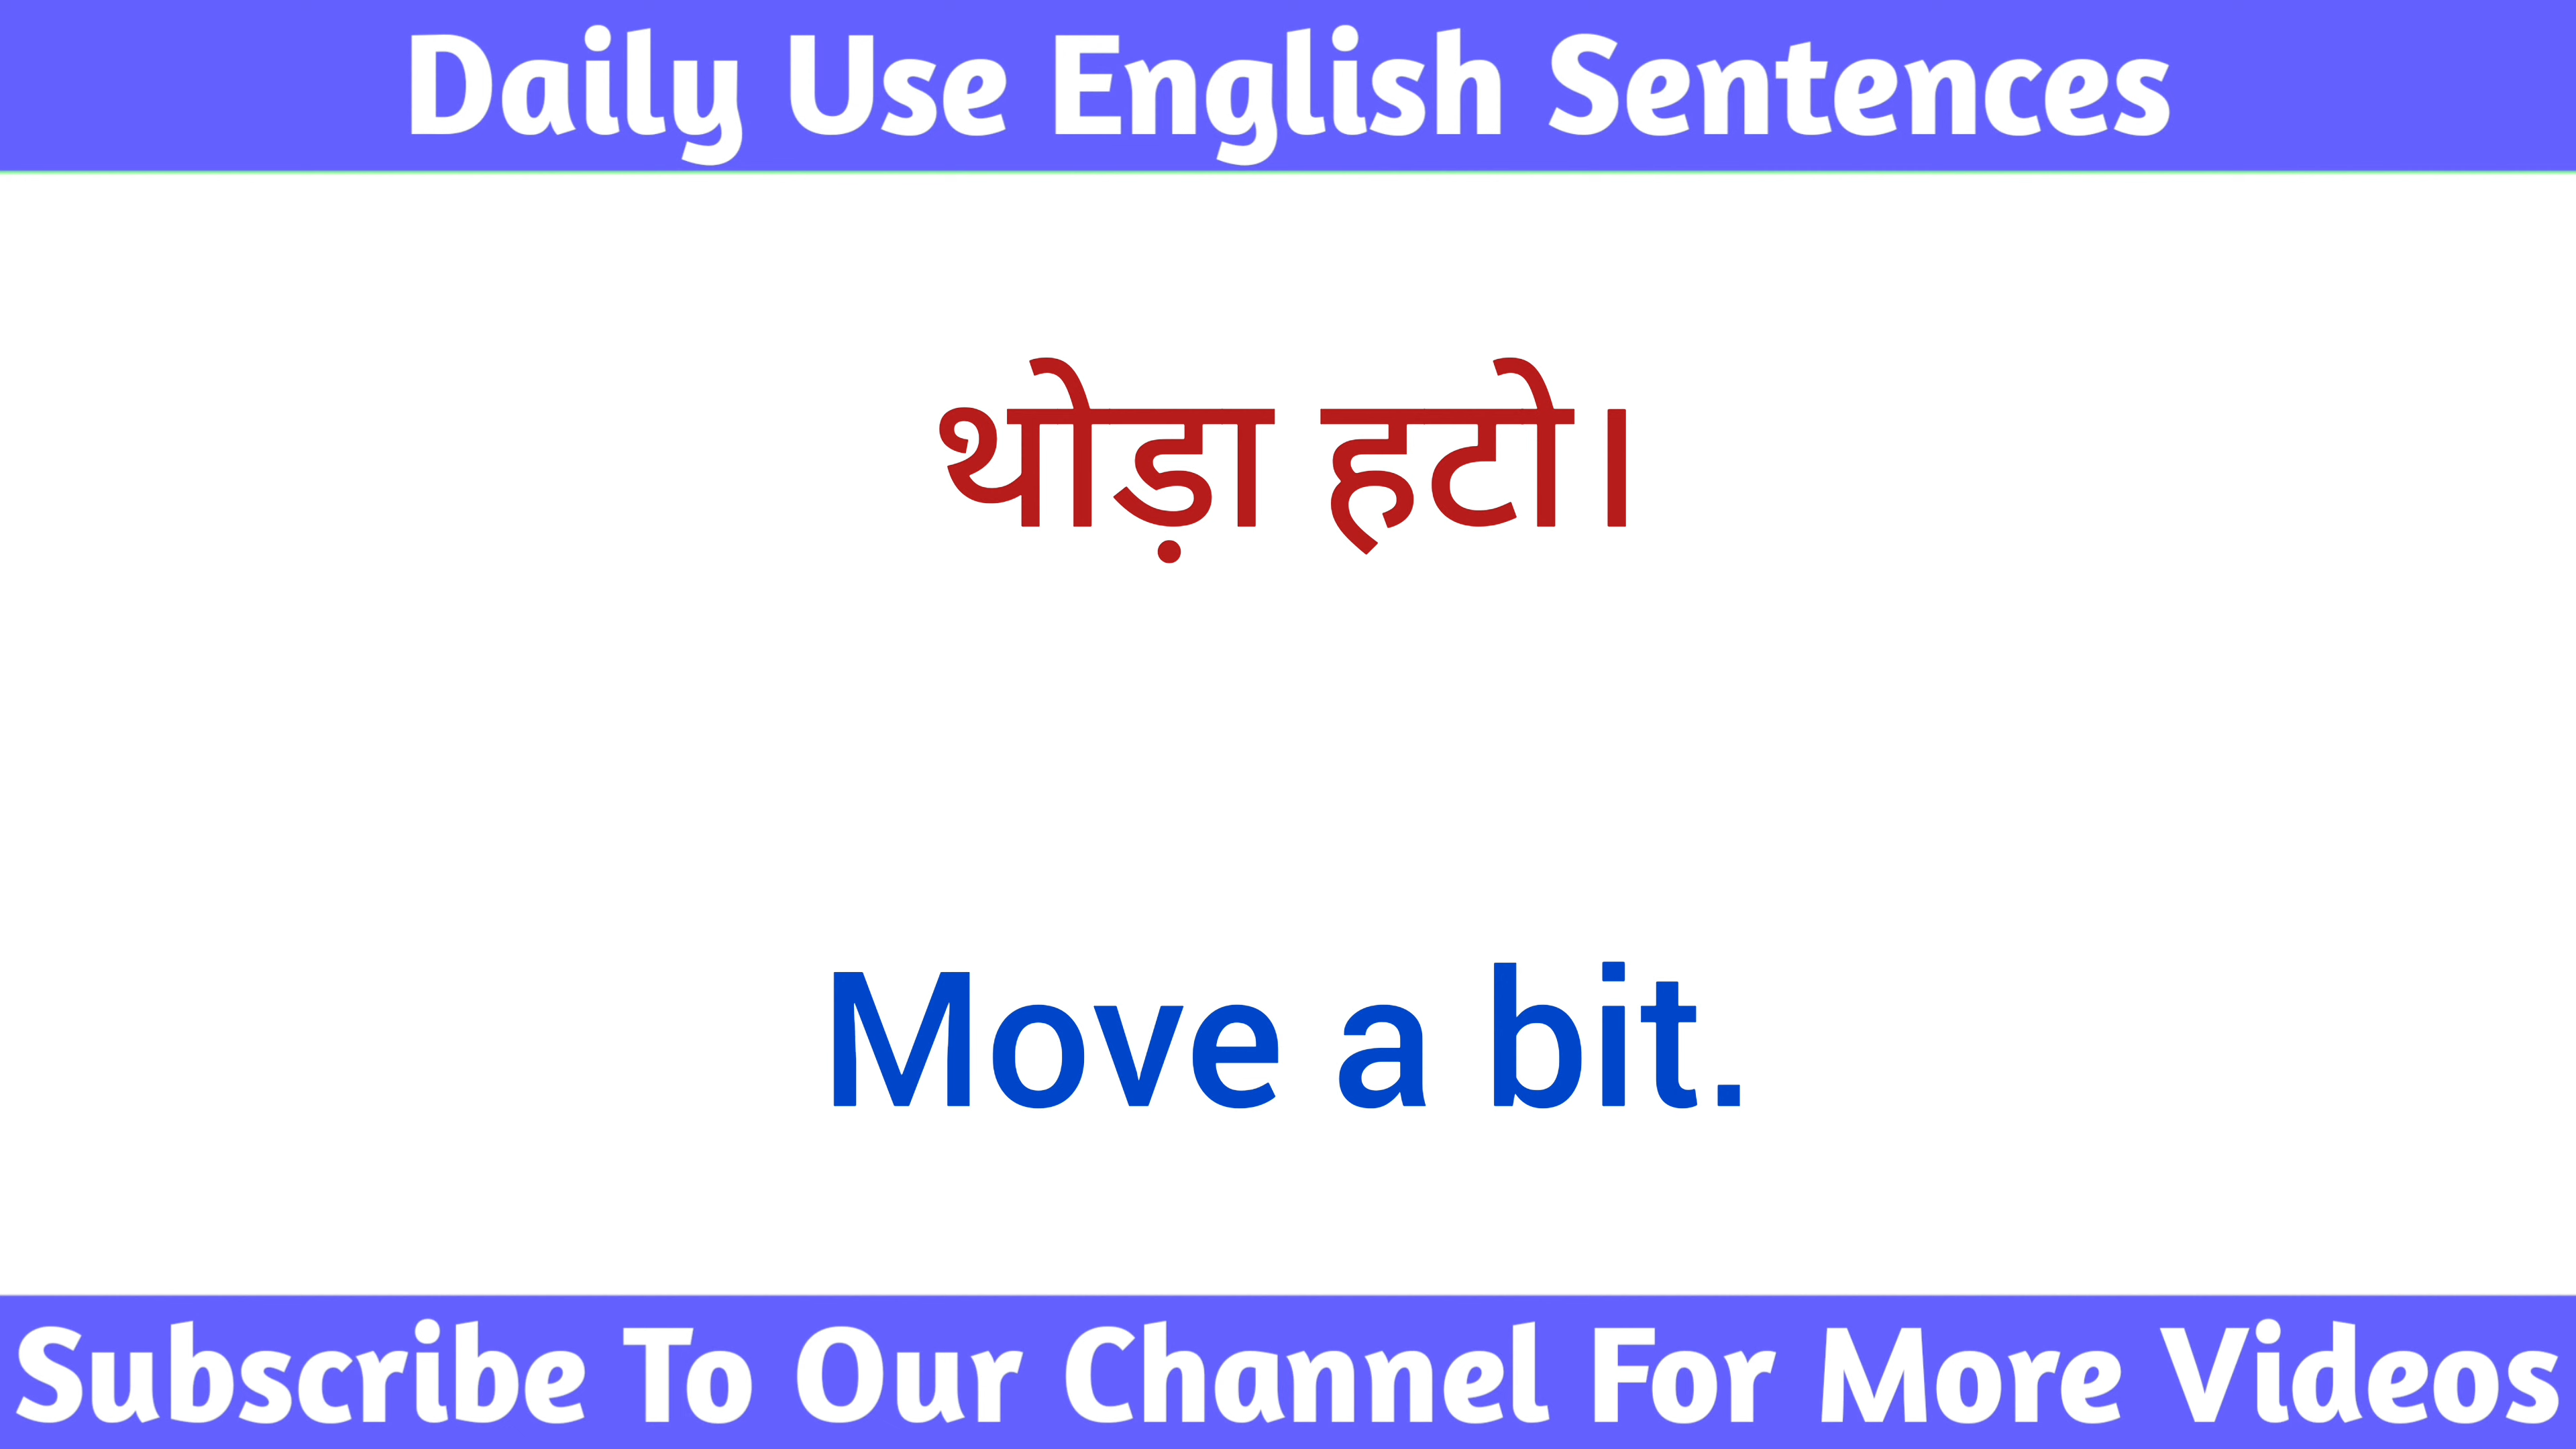 Daily Use English Sentences
थोड़ा हटो।
Move a bit.
Subscribe To Our Channel For More Videos